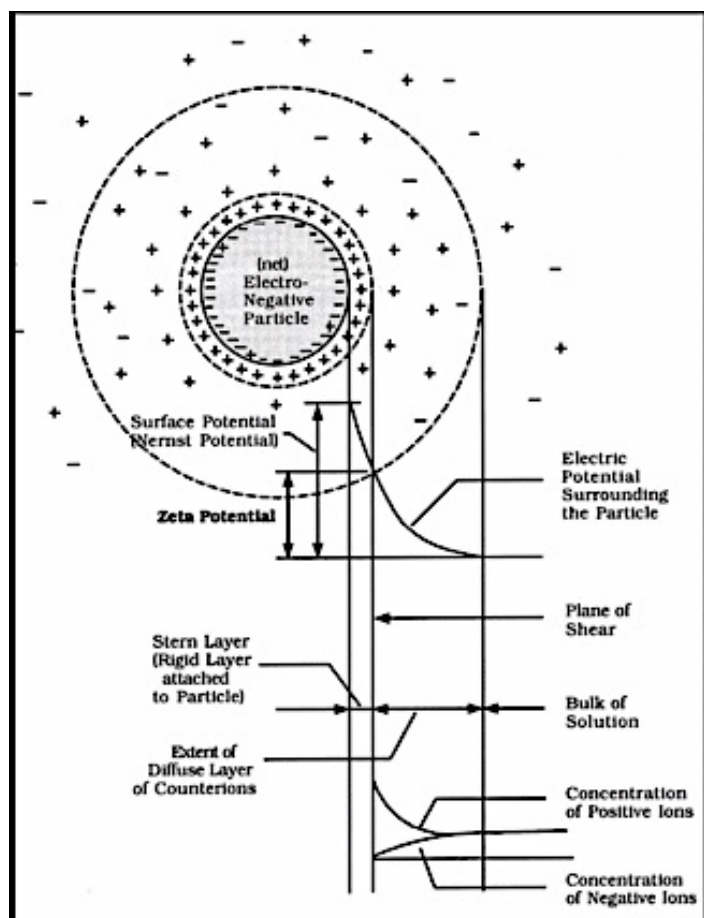 (net)
Electro-
Negative
Particle
Surface Potential
(Nernst Potential)
Zeta Potential
Electric
Potential
Surrounding
the Particle
Plane of
Shear
Stern Layer
(Rigid Layer
attached
to Particle)
Bulk of
Solution
Extent of
Diffuse Layer
of Counterions
Concentration
of Positive Ions
Concentration
of Negative Ions